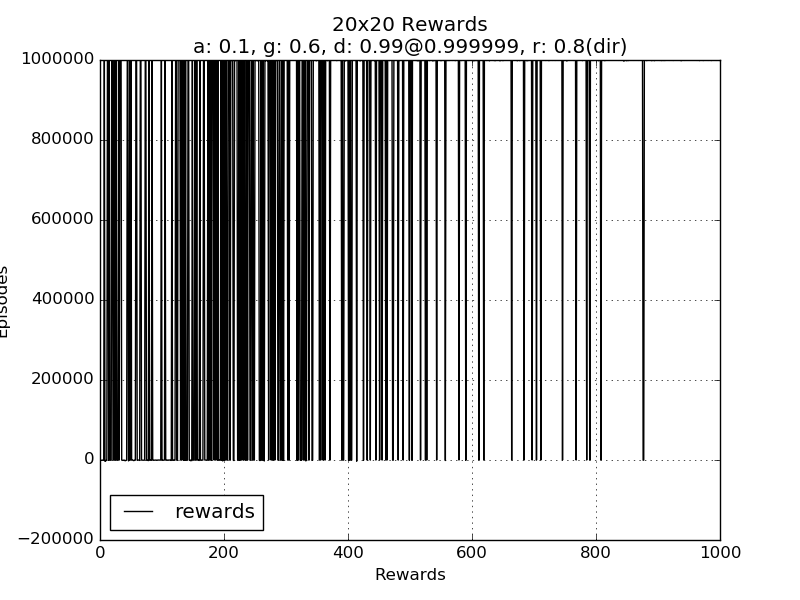 20x20 Rewards
a: 0.1, g: 0.6, d: 0.99@0.999999, r: 0.8(dir)
1000000
800000
600000
400000
200000
0
−200000
Episodes
rewards
0 200 400 600 800 1000
Rewards